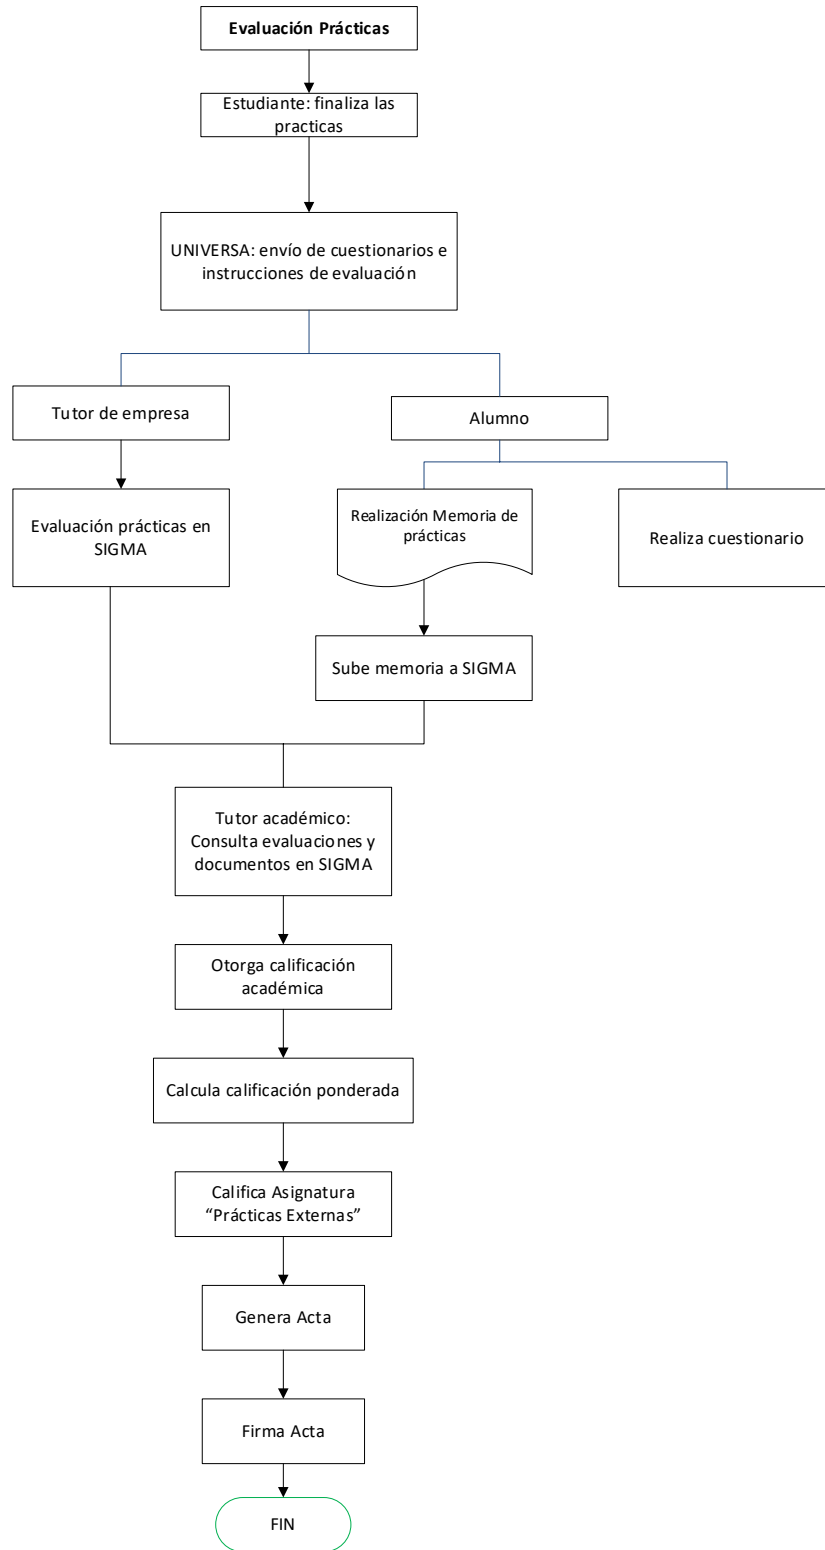 Evaluación Prácticas
Estudiante: finaliza las
practicas
UNIVERSA: envío de cuestionarios e
instrucciones de evaluación
Tutor de empresa
Alumno
Evaluación prácticas en
SIGMA
Realización Memoria de
prácticas
Realiza cuestionario
Sube memoria a SIGMA
Tutor académico:
Consulta evaluaciones y
documentos en SIGMA
Otorga calificación
académica
Calcula calificación ponderada
Califica Asignatura
“Prácticas Externas”
Genera Acta
Firma Acta
FIN